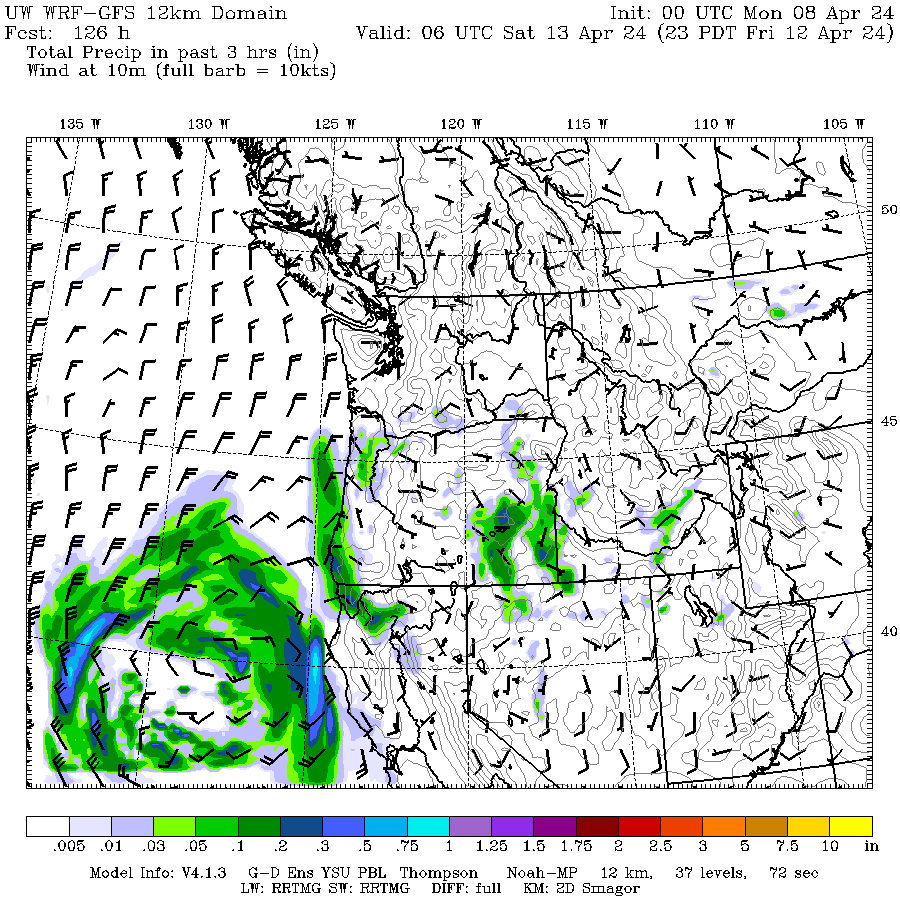 UW WRF-GFS 12km Domain Init: 00 UTC Mon 08 Apr 24
Fcst: 126 h Valid: 06 UTC Sat 13 Apr 24 (23 PDT Fri 12 Apr 24)
Total Precip in past 3 hrs (in)
Wind at 10m (full barb = 10kts)
135 W 130 W 125 W 120 W 115 W 110 W 105 W
50
45
40
.005 .01 .03 .05 .1 .2 .3 .5 .75 1 1.25 1.5 1.75 2 2.5 3 5 7.5 10 in
Model Info: V4.1.3 G-D Ens YSU PBL Thompson Noah-MP 12 km, 37 levels, 72 sec
LW: RRTMG SW: RRTMG DIFF: full KM: 2D Smagor